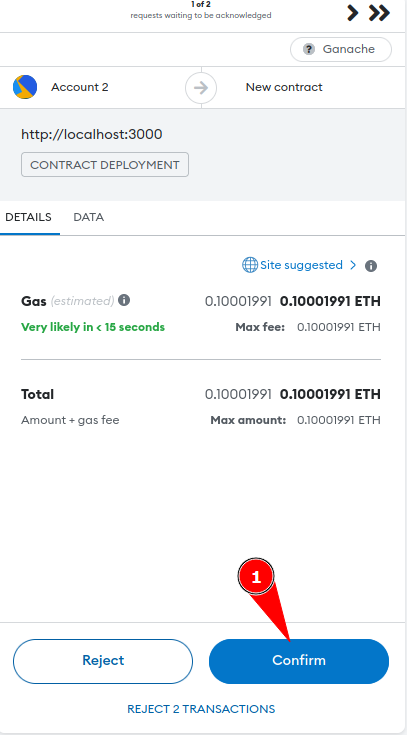 1 of 2
requests waiting to be acknowledged
? Ganache
Account 2 New contract
http://localhost:3000
CONTRACT DEPLOYMENT
DETAILS DATA
Site suggested > i
Gas (estimated) i 0.10001991 0.10001991 ETH
Very likely in < 15 seconds Max fee: 0.10001991 ETH
Total 0.10001991 0.10001991 ETH
Amount + gas fee Max amount: 0.10001991 ETH
1
Reject Confirm
REJECT 2 TRANSACTIONS